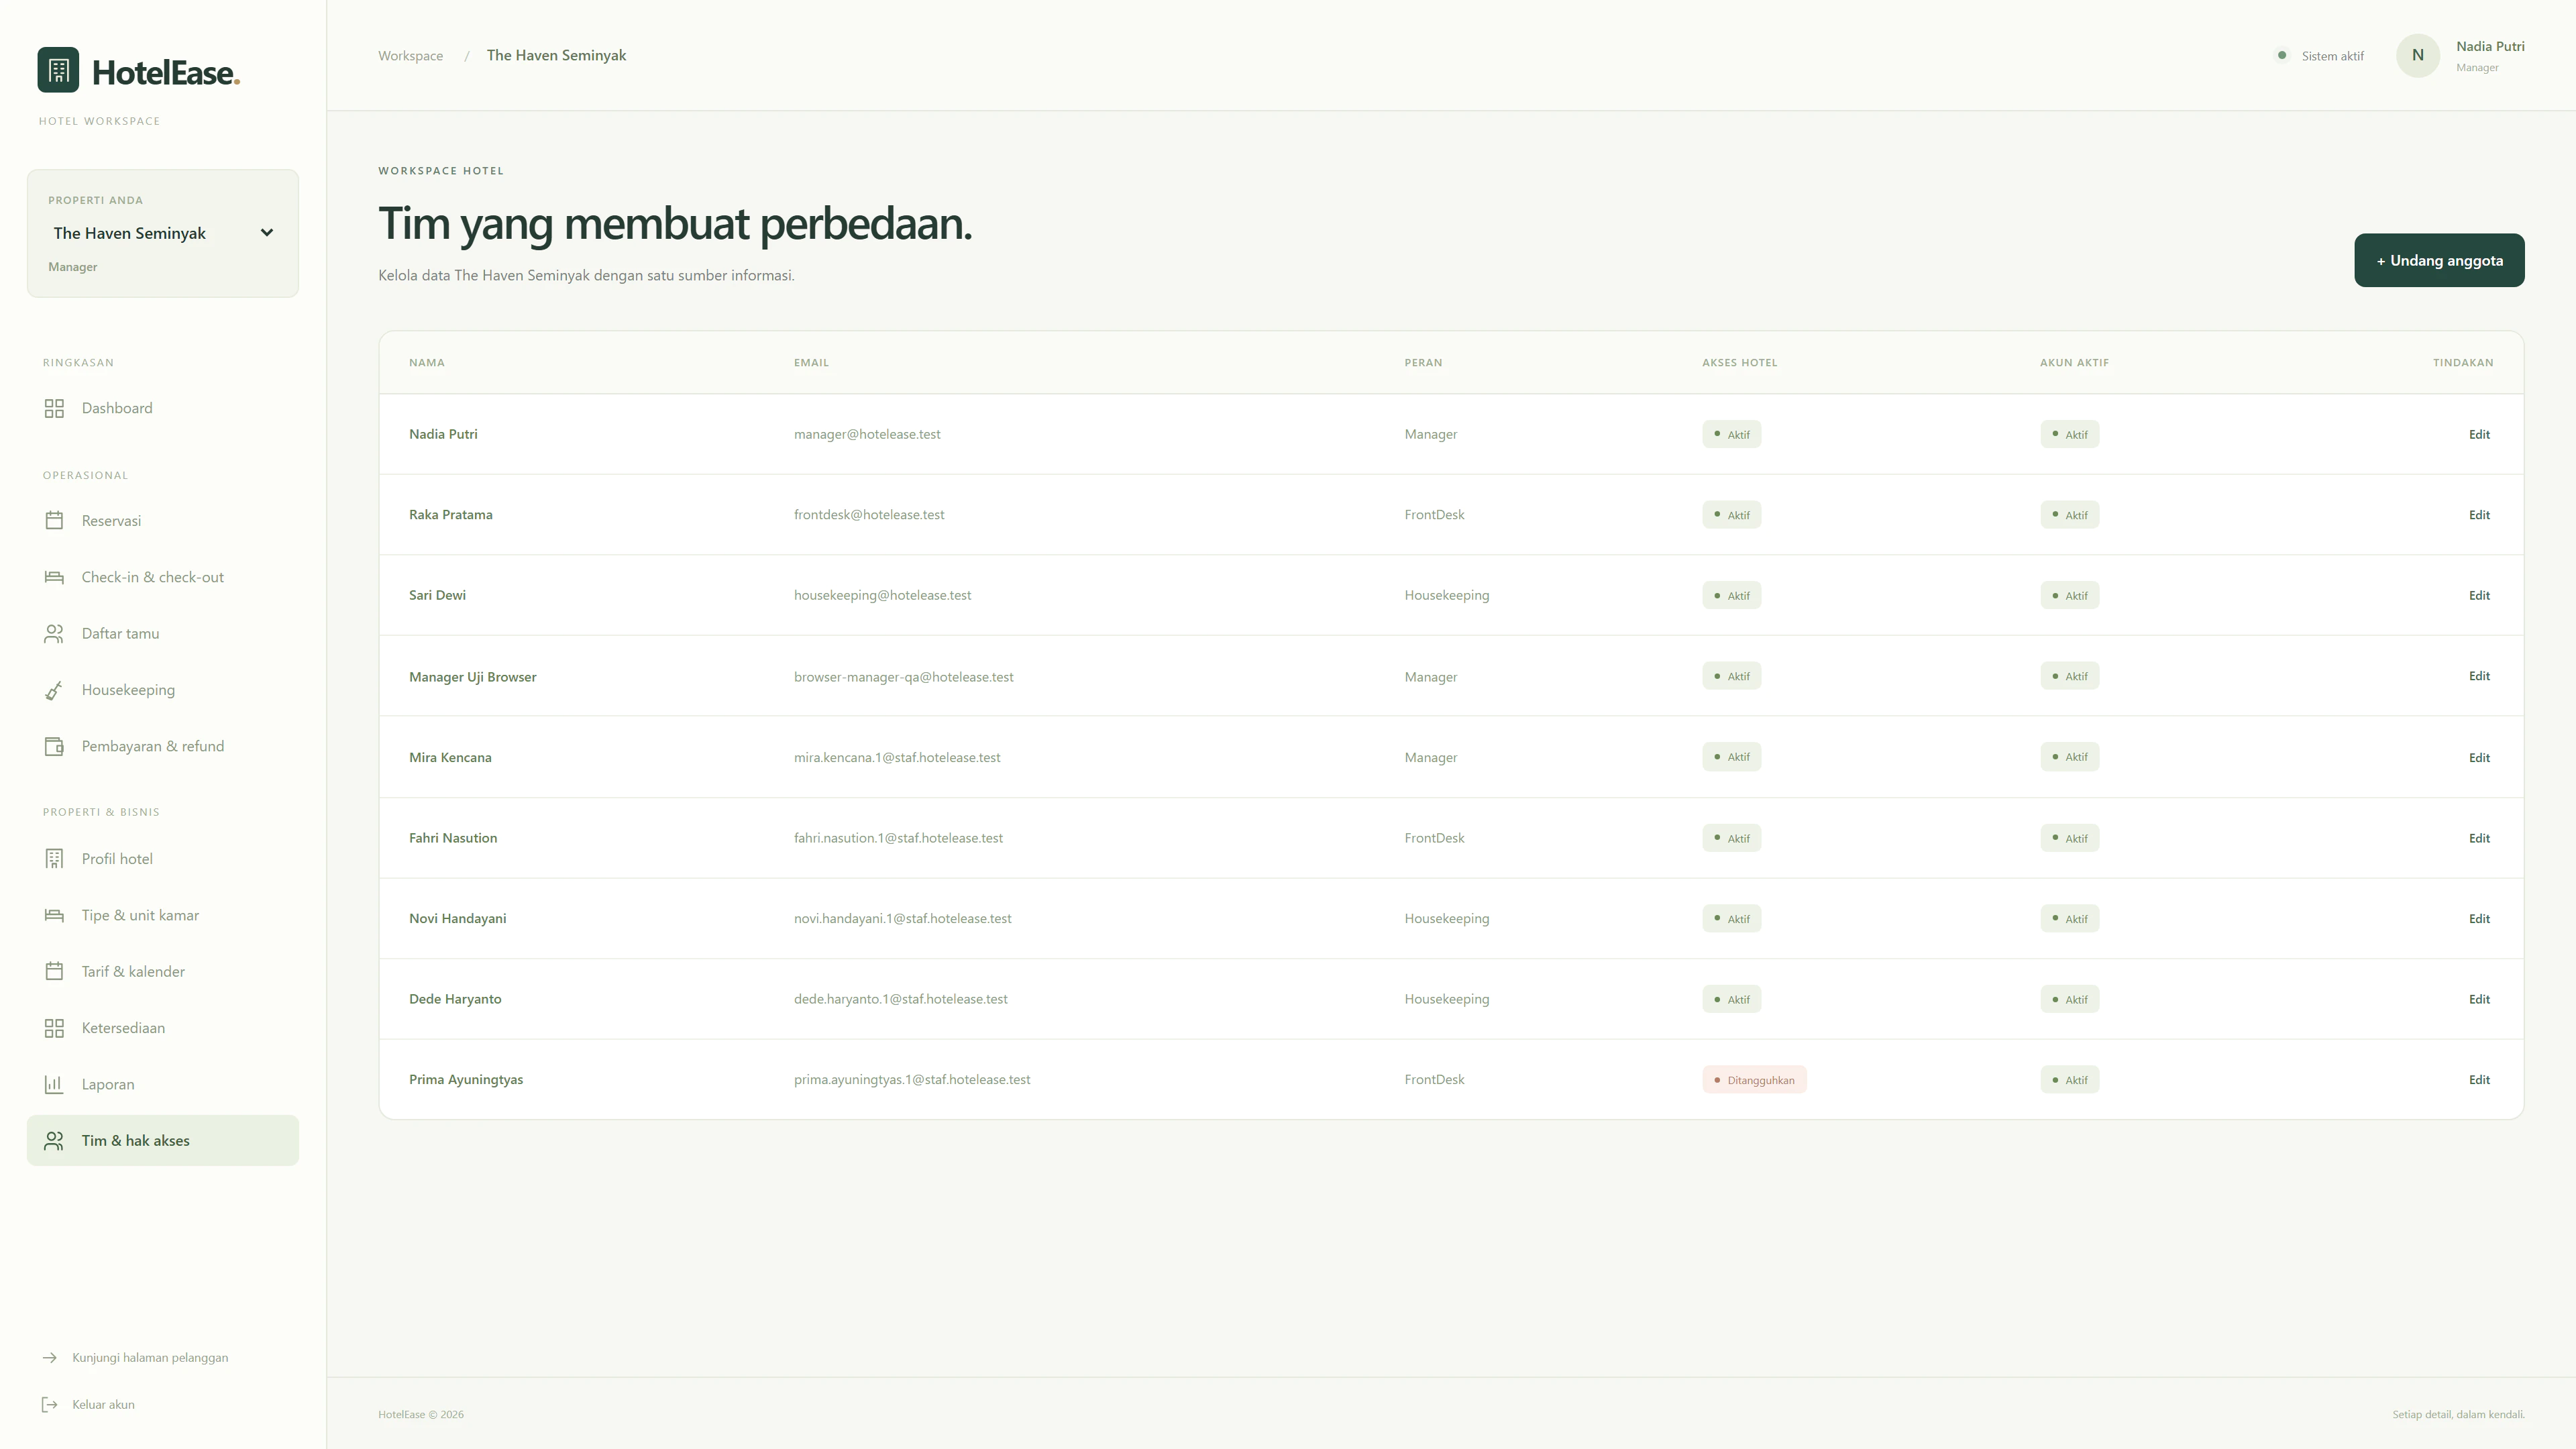 HotelEase.
HOTEL WORKSPACE
PROPERTI ANDA
The Haven Seminyak
Manager
RINGKASAN
Dashboard
OPERASIONAL
Reservasi
Check-in & check-out
Daftar tamu
Housekeeping
Pembayaran & refund
PROPERTI & BISNIS
Profil hotel
Tipe & unit kamar
Tarif & kalender
Ketersediaan
Laporan
Tim & hak akses
Kunjungi halaman pelanggan
Keluar akun
Workspace / The Haven Seminyak
Sistem aktif
N
Nadia Putri
Manager
WORKSPACE HOTEL
Tim yang membuat perbedaan.
Kelola data The Haven Seminyak dengan satu sumber informasi.
+ Undang anggota
NAMA EMAIL PERAN AKSES HOTEL AKUN AKTIF TINDAKAN
Nadia Putri manager@hotelease.test Manager Aktif Aktif Edit
Raka Pratama frontdesk@hotelease.test FrontDesk Aktif Aktif Edit
Sari Dewi housekeeping@hotelease.test Housekeeping Aktif Aktif Edit
Manager Uji Browser browser-manager-qa@hotelease.test Manager Aktif Aktif Edit
Mira Kencana mira.kencana.1@staf.hotelease.test Manager Aktif Aktif Edit
Fahri Nasution fahri.nasution.1@staf.hotelease.test FrontDesk Aktif Aktif Edit
Novi Handayani novi.handayani.1@staf.hotelease.test Housekeeping Aktif Aktif Edit
Dede Haryanto dede.haryanto.1@staf.hotelease.test Housekeeping Aktif Aktif Edit
Prima Ayuningtyas prima.ayuningtyas.1@staf.hotelease.test FrontDesk Ditangguhkan Aktif Edit
HotelEase © 2026
Setiap detail, dalam kendali.